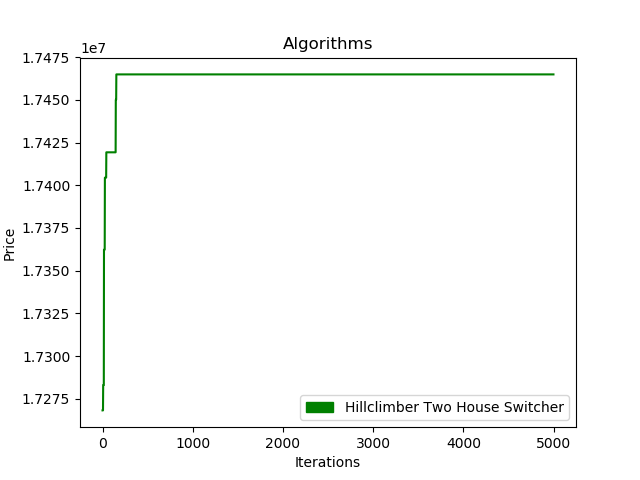 Algorithms
1e7
1.7475
1.7450
1.7425
1.7400
1.7375
1.7350
1.7325
1.7300
1.7275
Price
Hillclimber Two House Switcher
0 1000 2000 3000 4000 5000
Iterations